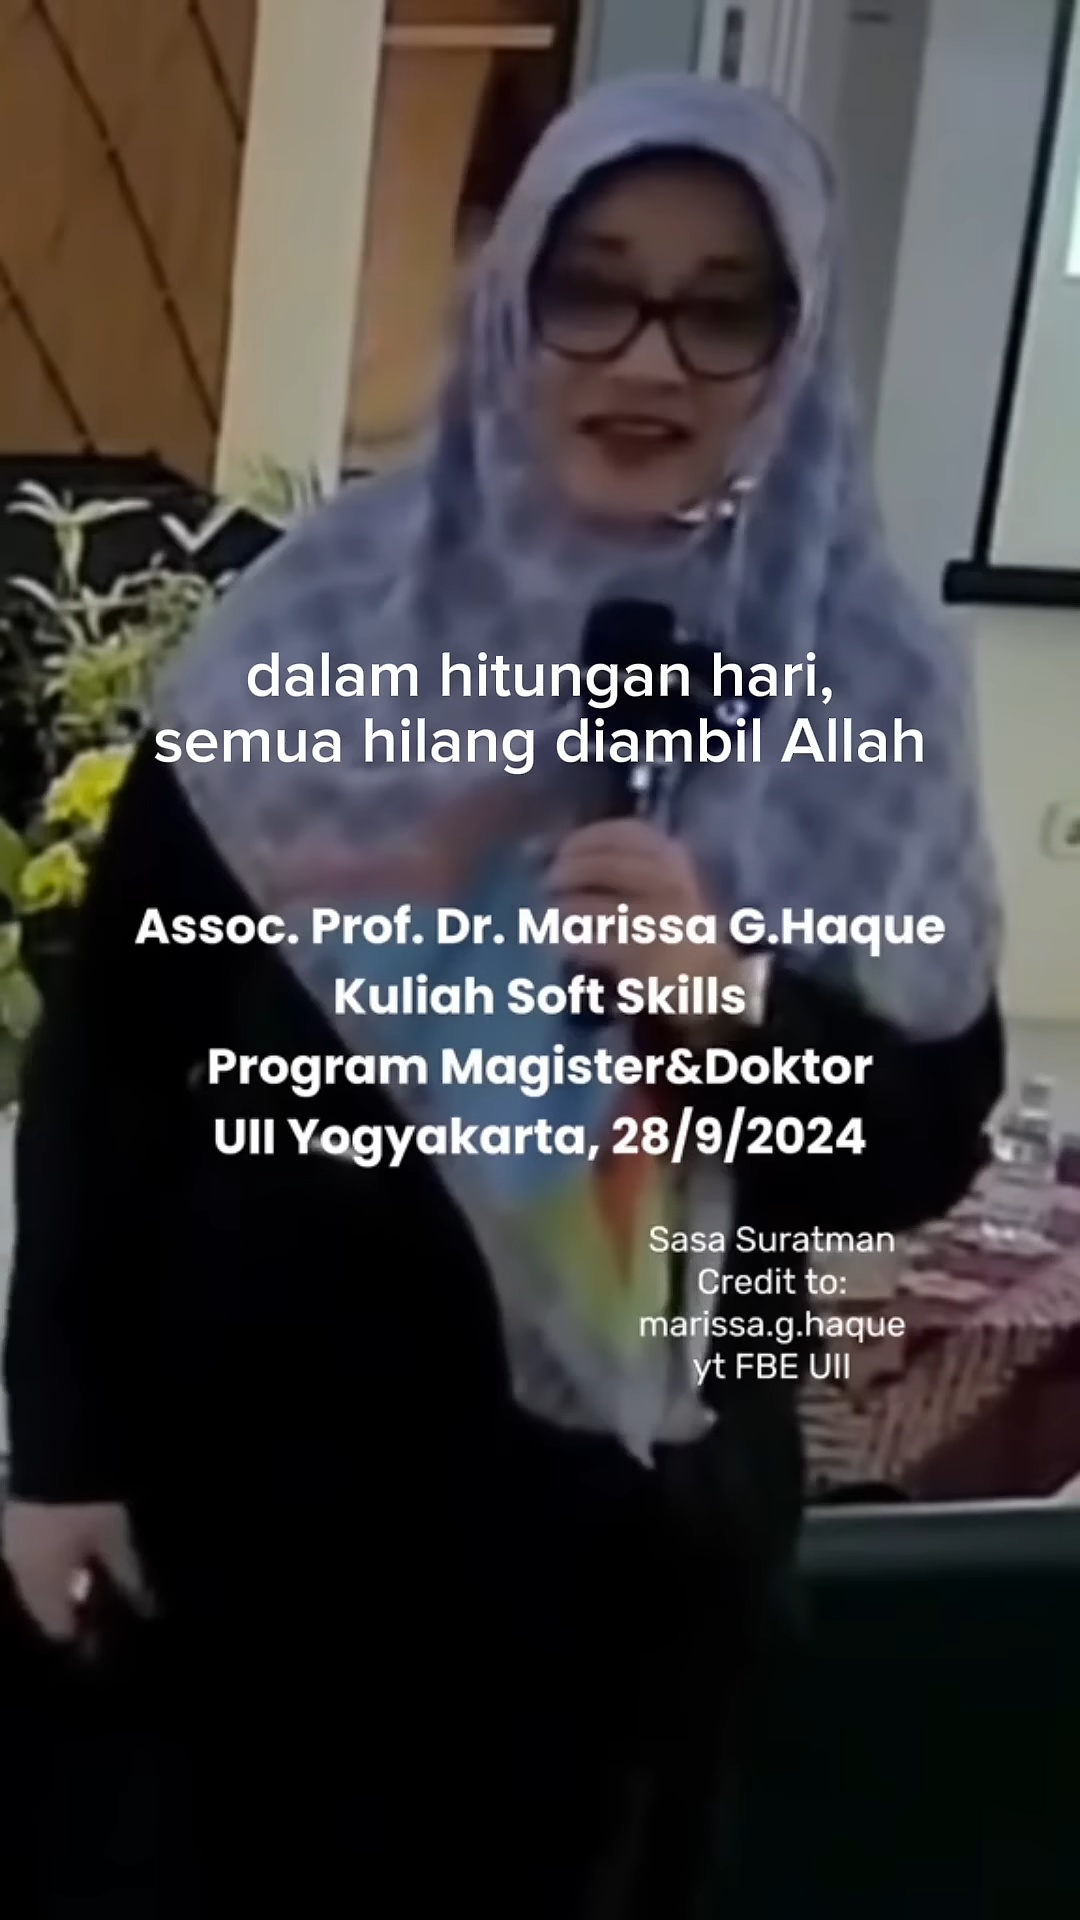 dalam hitungan hari,
semua hilang diambil Allah
Assoc. Prof. Dr. Marissa G.Haque
Kuliah Soft Skills
Program Magister&Doktor
UII Yogyakarta, 28/9/2024
Sasa Suratman
Credit to:
marissa.g.haque
yt FBE UII